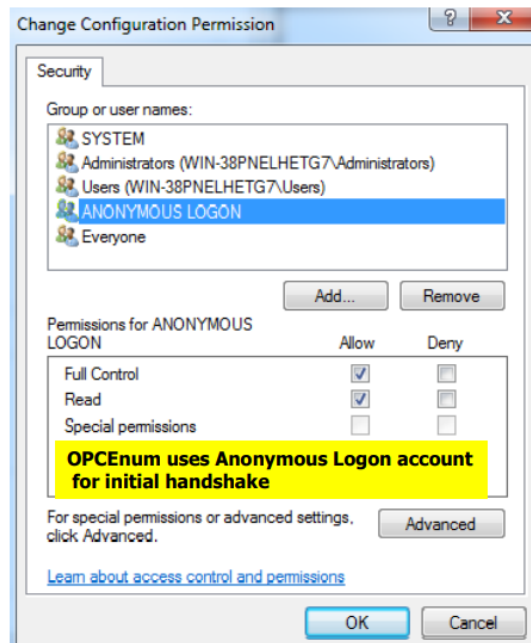 Change Configuration Permission
Security
Group or user names:
SYSTEM
Administrators (WIN-38PNELHETG7\Administrators)
Users (WIN-38PNELHETG7\Users)
ANONYMOUS LOGON
Everyone
Add...
Remove
Permissions for ANONYMOUS
LOGON
Allow
Deny
Full Control
Read
Special permissions
OPCEnum uses Anonymous Logon account
for initial handshake
For special permissions or advanced settings,
click Advanced.
Advanced
Learn about access control and permissions
OK
Cancel